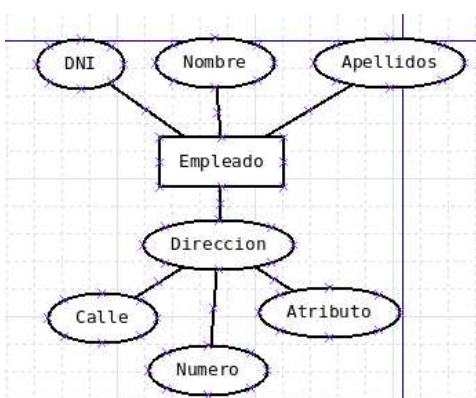 DNI
Nombre
Apellidos
Empleado
Direccion
Calle
Atributo
Numero